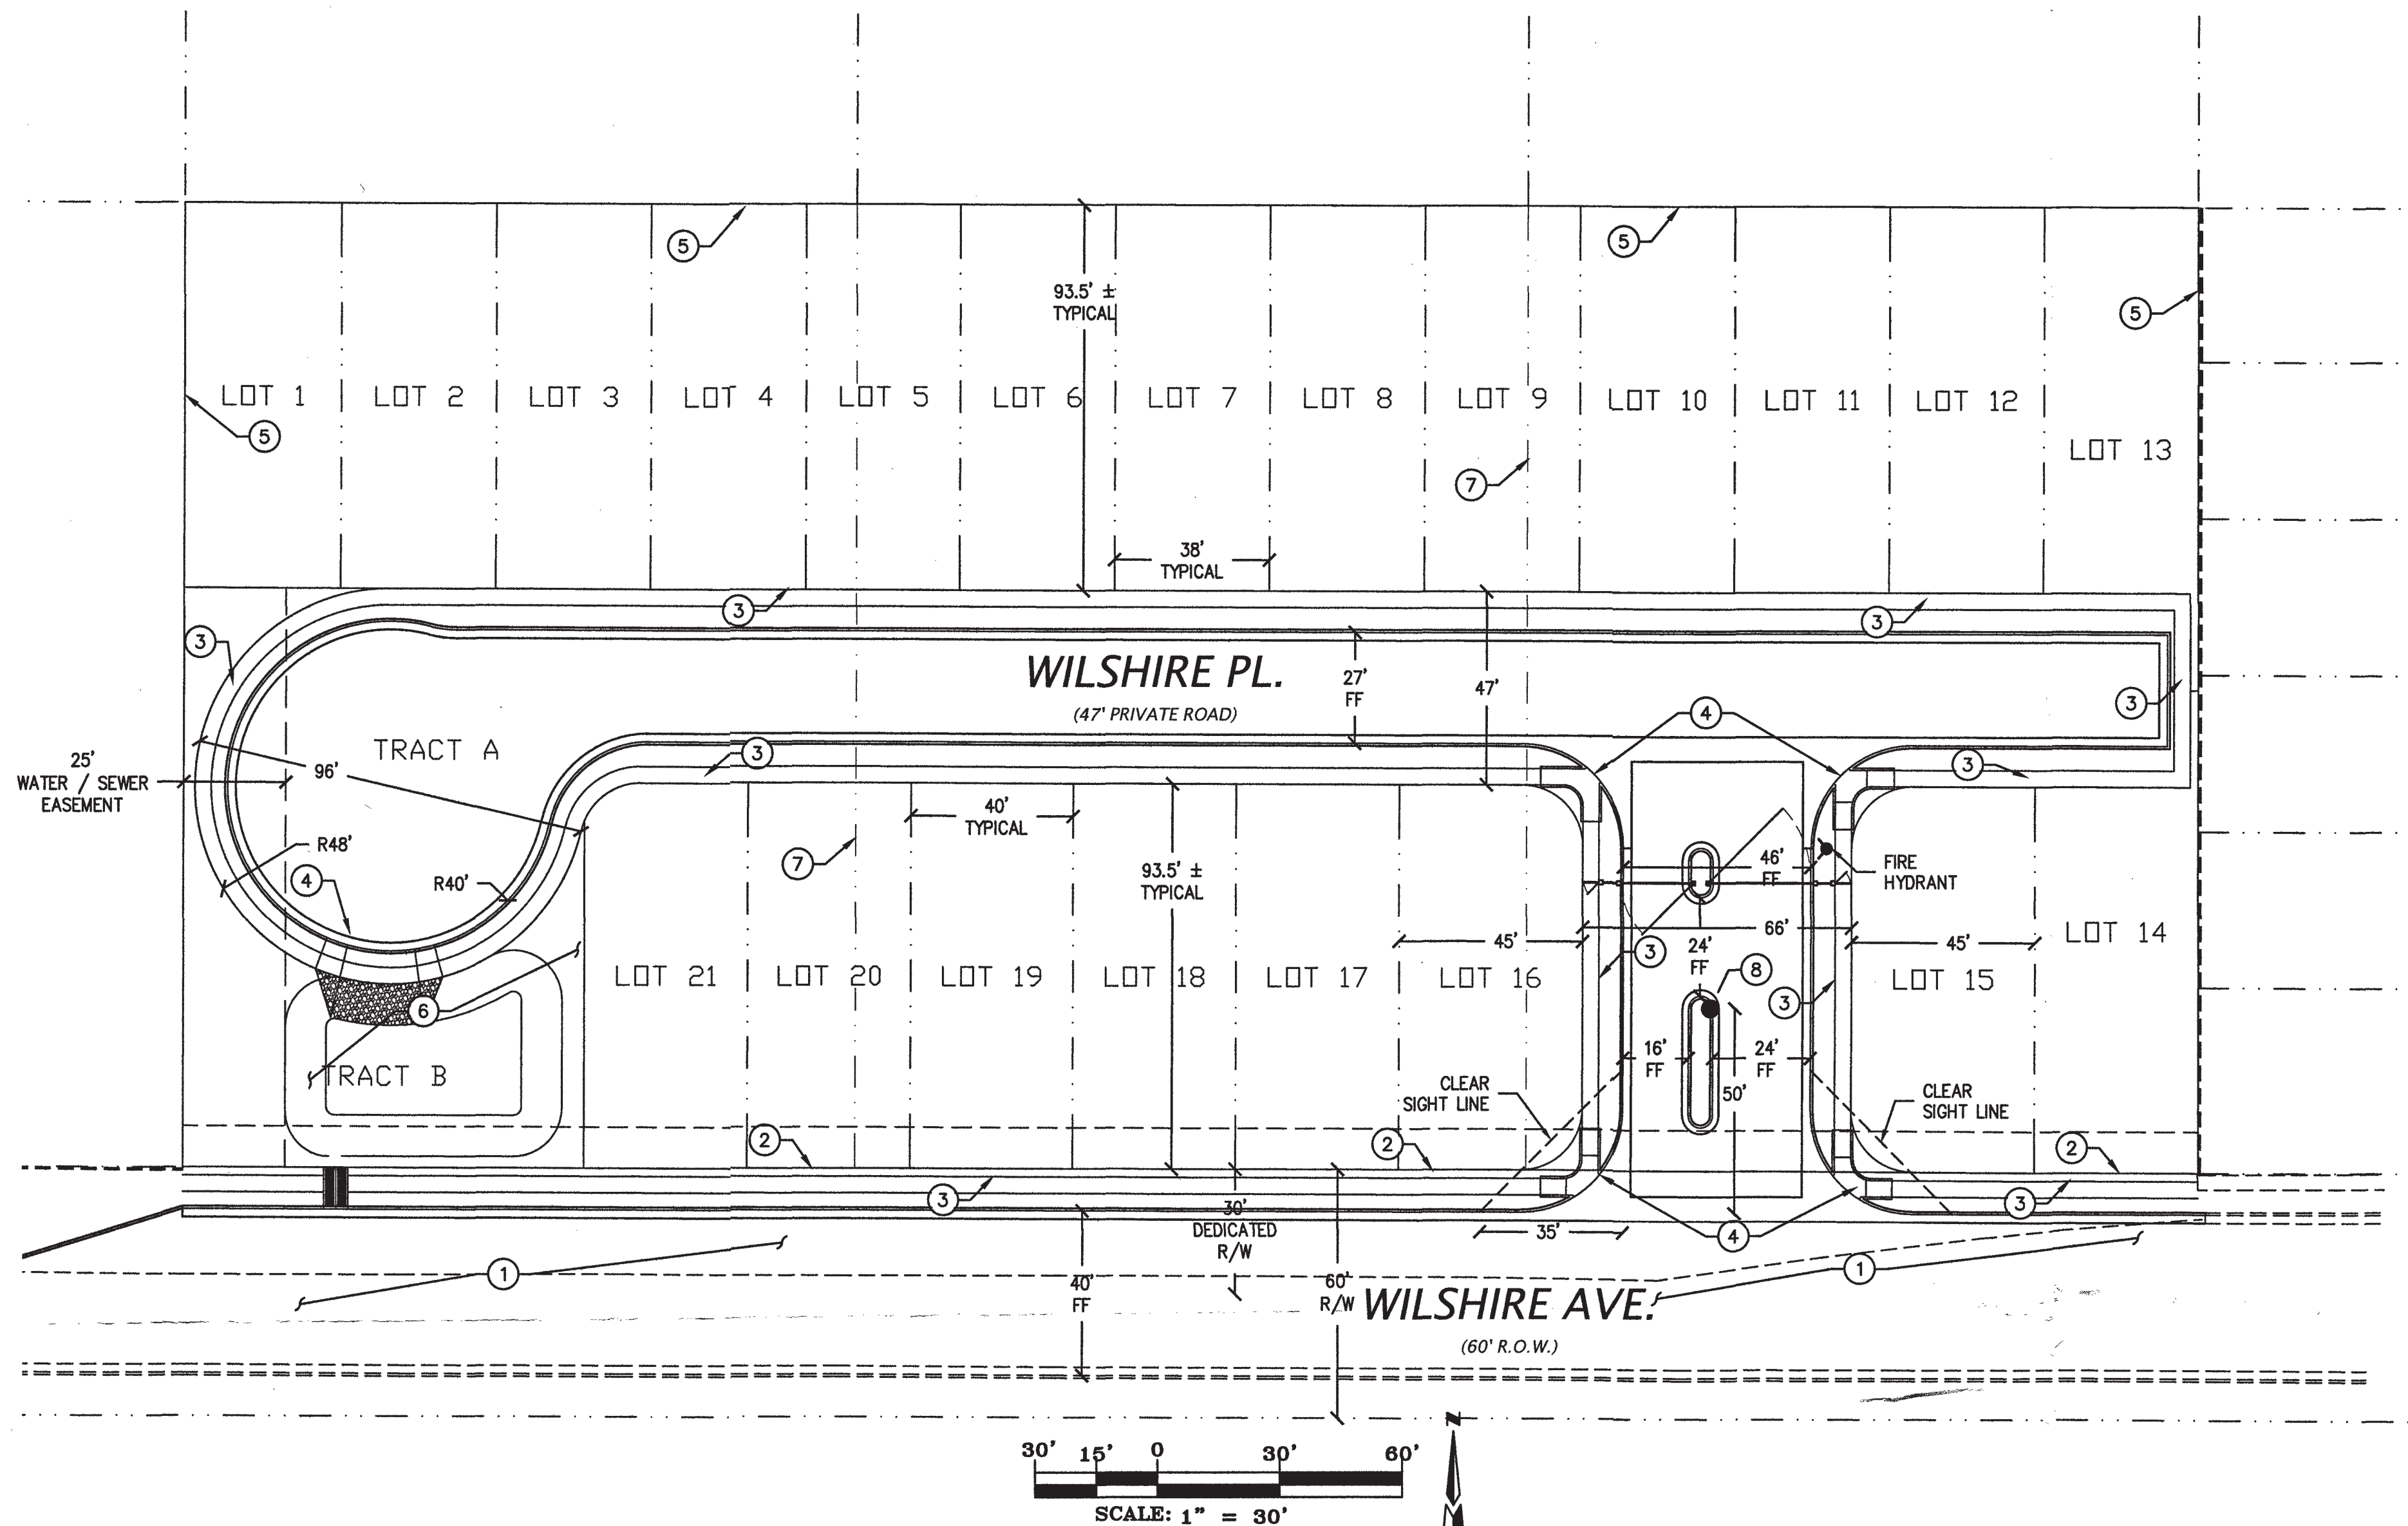 5
5
93.5' ±
TYPICAL
5
LOT 1
LOT 2
LOT 3
LOT 4
LOT 5
LOT 6
LOT 7
LOT 8
LOT 9
LOT 10
LOT 11
LOT 12
LOT 13
5
7
38'
TYPICAL
3
3
3
WILSHIRE PL.
(47' PRIVATE ROAD)
27'
FF
47'
3
4
TRACT A
3
3
25'
WATER / SEWER
EASEMENT
96'
40'
TYPICAL
R48'
7
4
R40'
93.5' ±
TYPICAL
46'
FF
FIRE
HYDRANT
66'
45'
24'
FF
3
45'
LOT 14
LOT 21
LOT 20
LOT 19
LOT 18
LOT 17
LOT 16
8
3
LOT 15
6
16'
FF
24'
FF
TRACT B
50'
CLEAR
SIGHT LINE
CLEAR
SIGHT LINE
2
2
2
3
3
30'
DEDICATED
R/W
35'
4
1
1
40'
FF
60'
R/W
WILSHIRE AVE.
(60' R.O.W.)
N
30' 15' 0 30' 60'
SCALE: 1" = 30'